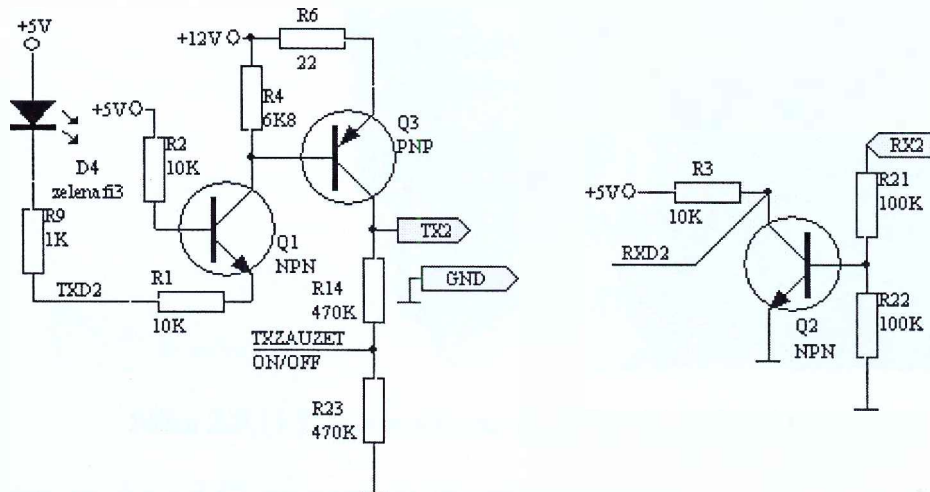 +5V
D4
zelenafi3
R9
1K
TXD2
R1
10K
+5V
R2
10K
Q1
NPN
+12V
R6
22
R4
6K8
Q3
PNP
TX2
GND
R14
470K
TXZAUZET
ON/OFF
R23
470K
+5V
R3
10K
RXD2
Q2
NPN
RX2
R21
100K
R22
100K